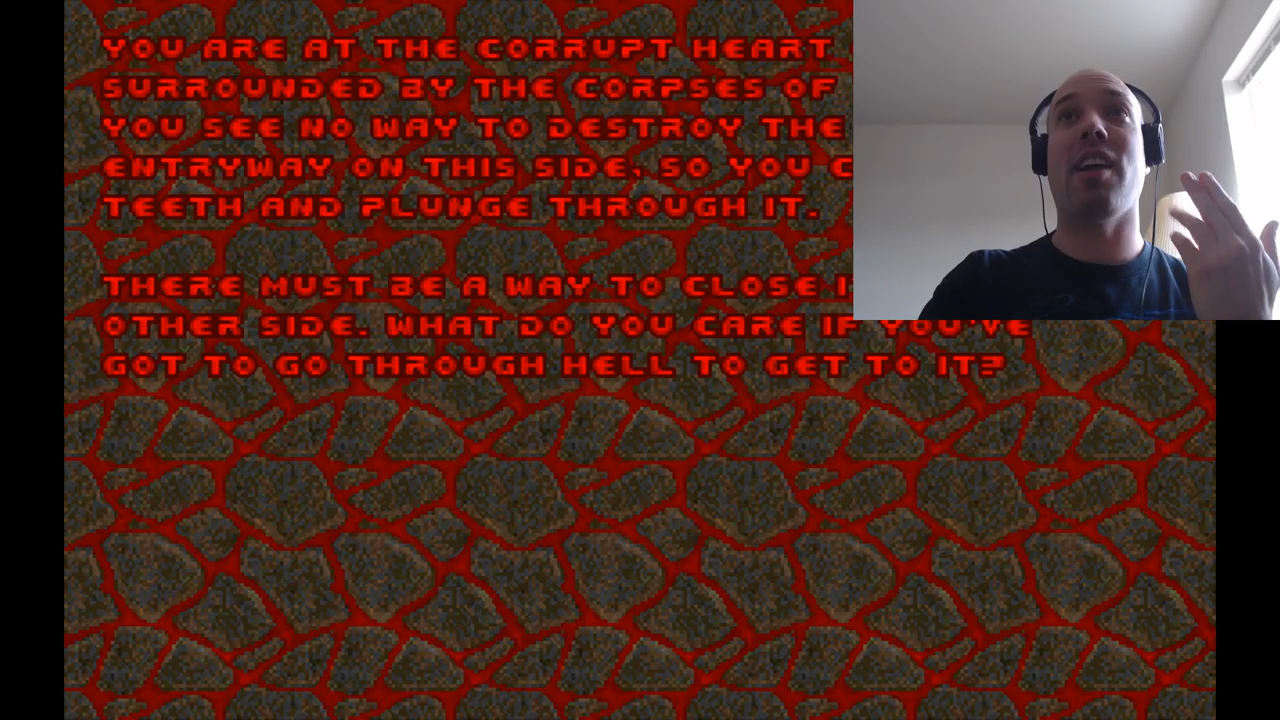 YOU ARE AT THE CORRUPT HEART
SURROUNDED BY THE CORPSES OF
YOU SEE NO WAY TO DESTROY THE
ENTRYWAY ON THIS SIDE, SO YOU C
TEETH AND PLUNGE THROUGH IT.
THERE MUST BE A WAY TO CLOSE I
OTHER SIDE. WHAT DO YOU CARE IF YOU'VE
GOT TO GO THROUGH HELL TO GET TO IT?